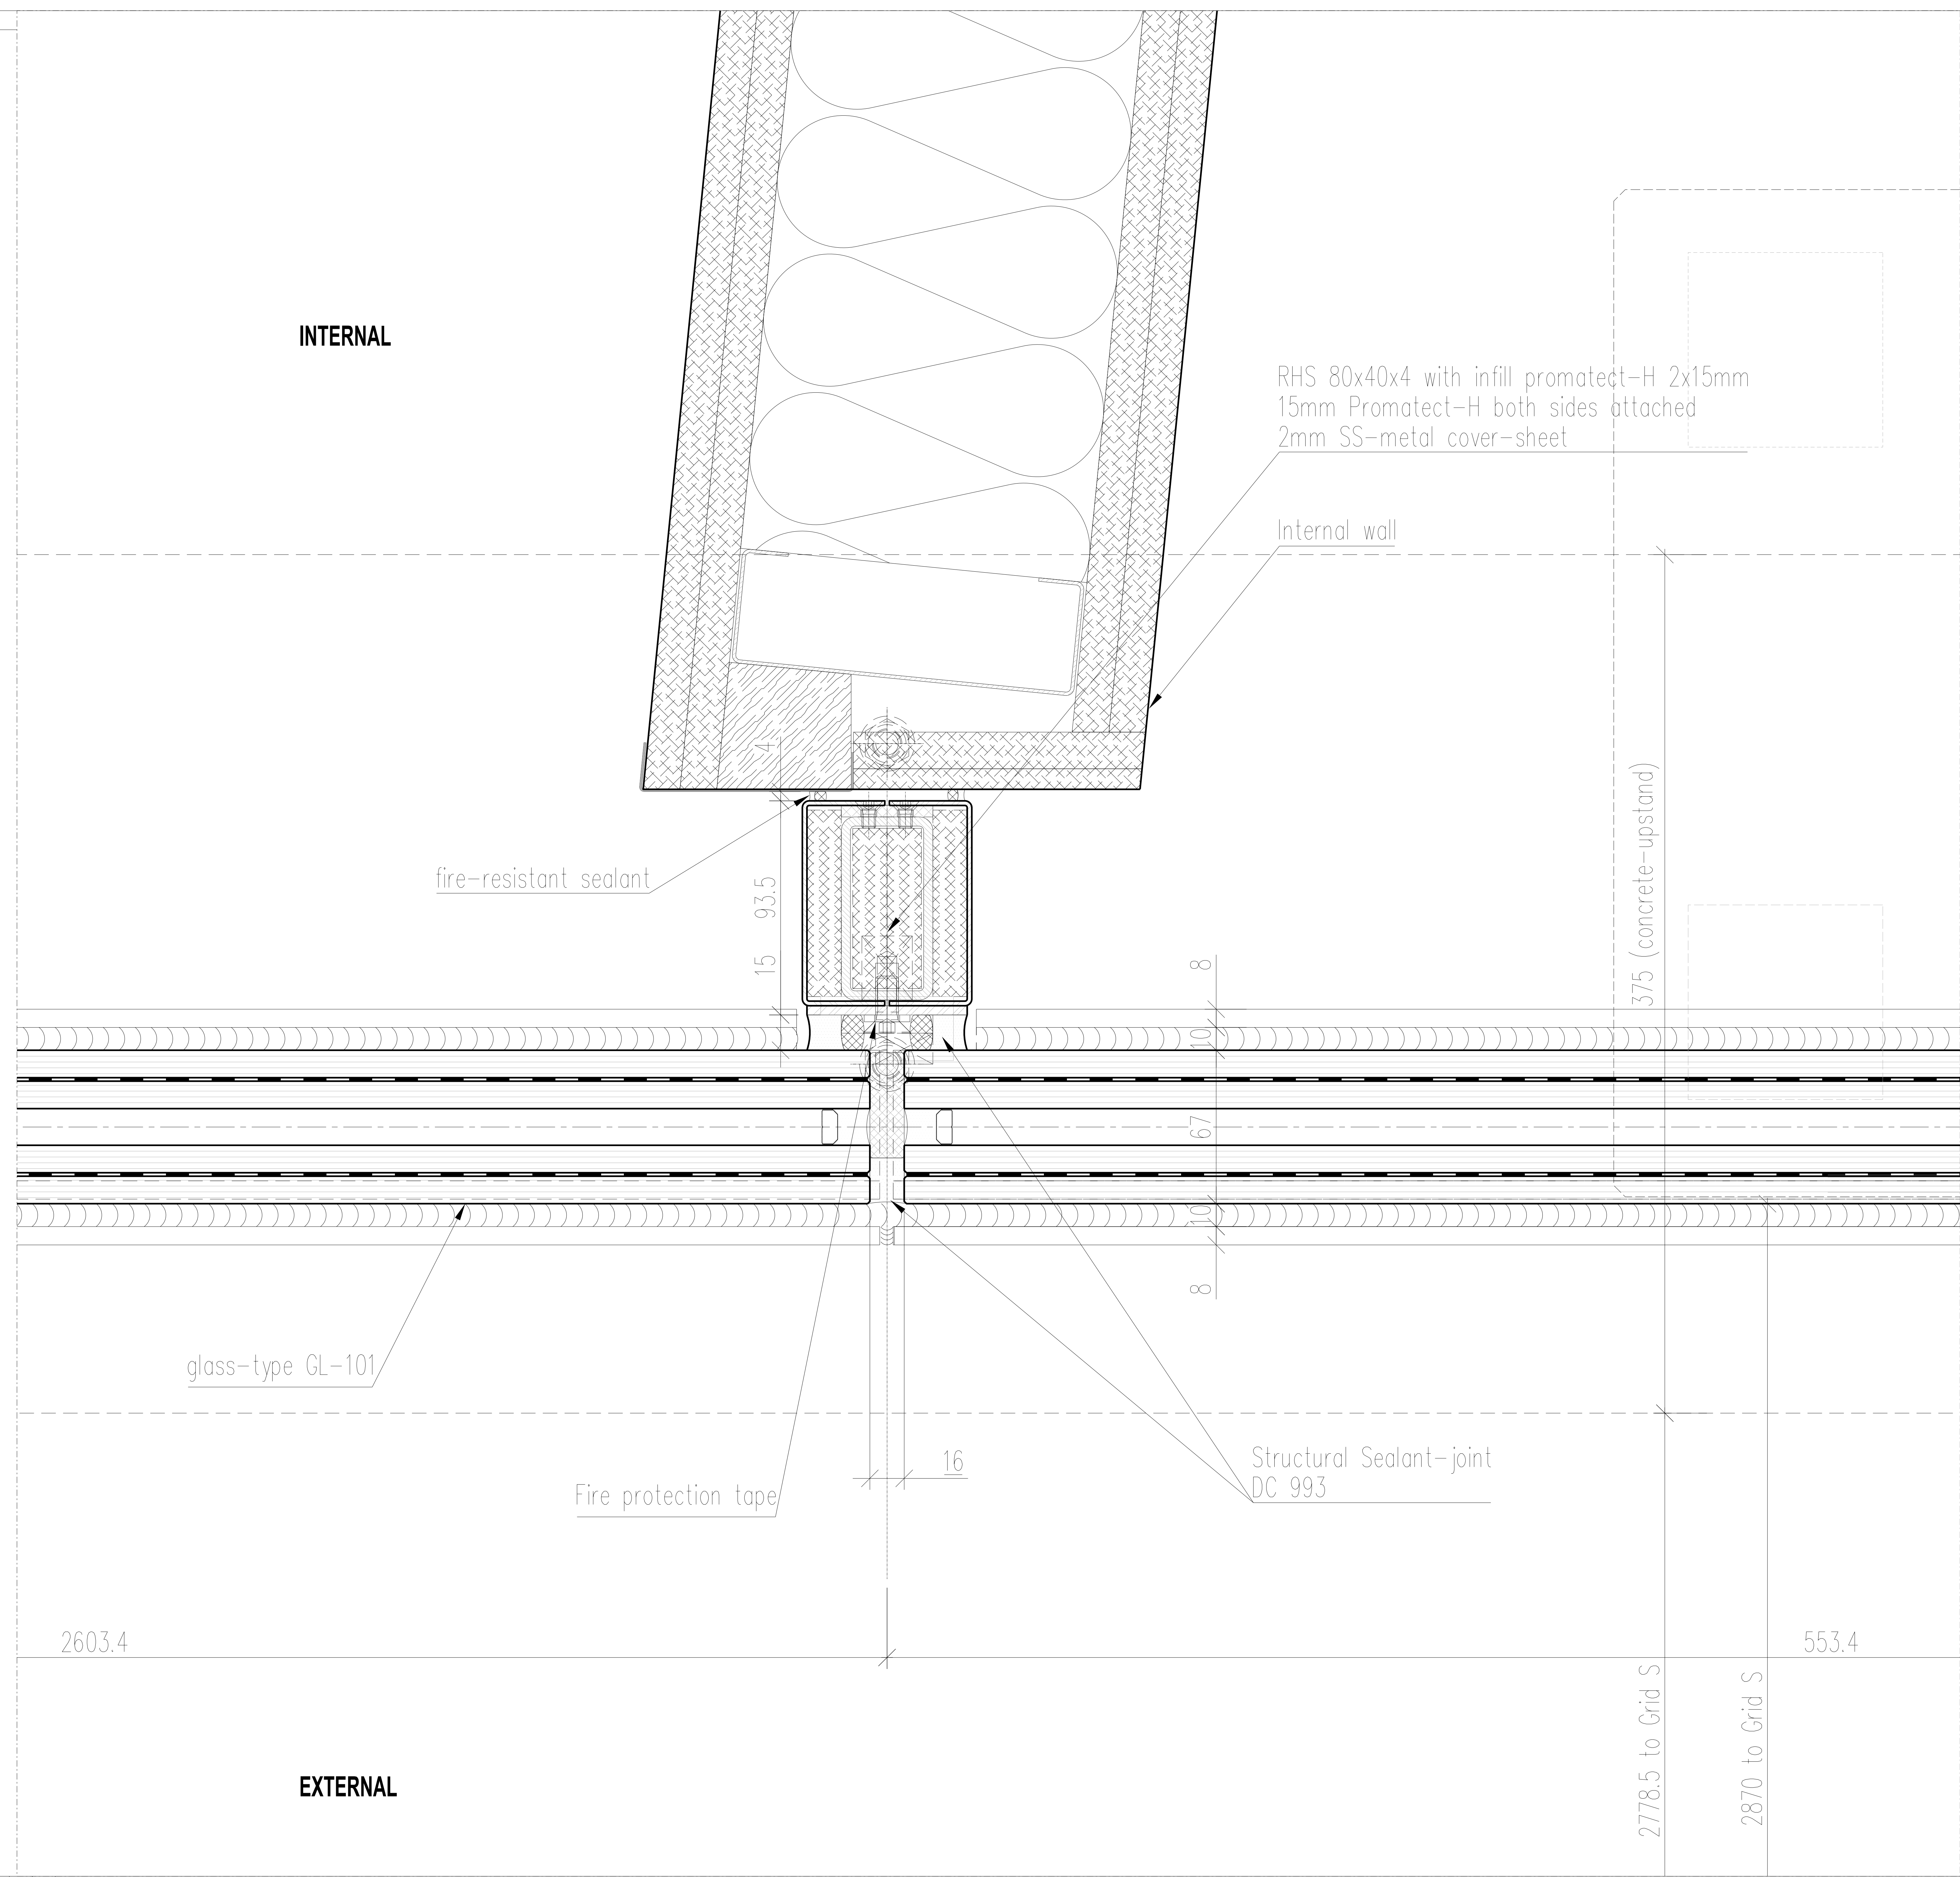 INTERNAL
RHS 80x40x4 with infill promatect-H 2x15mm
15mm Promatect-H both sides attached
2mm SS-metal cover-sheet
Internal wall
4
fire-resistant sealant
93.5
15
8
375 (concrete-upstand)
10
67
10
8
glass-type GL-101
16
Fire protection tape
Structural Sealant-joint
DC 993
2603.4
553.4
2778.5 to Grid S
2870 to Grid S
EXTERNAL